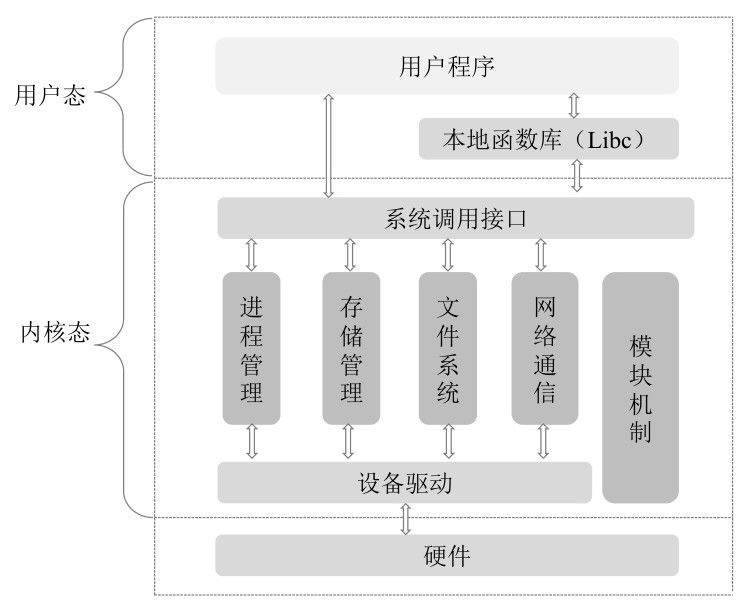 用户程序
用户态
本地函数库（Libc）
系统调用接口
内核态
进程管理
存储管理
文件系统
网络通信
模块机制
设备驱动
硬件